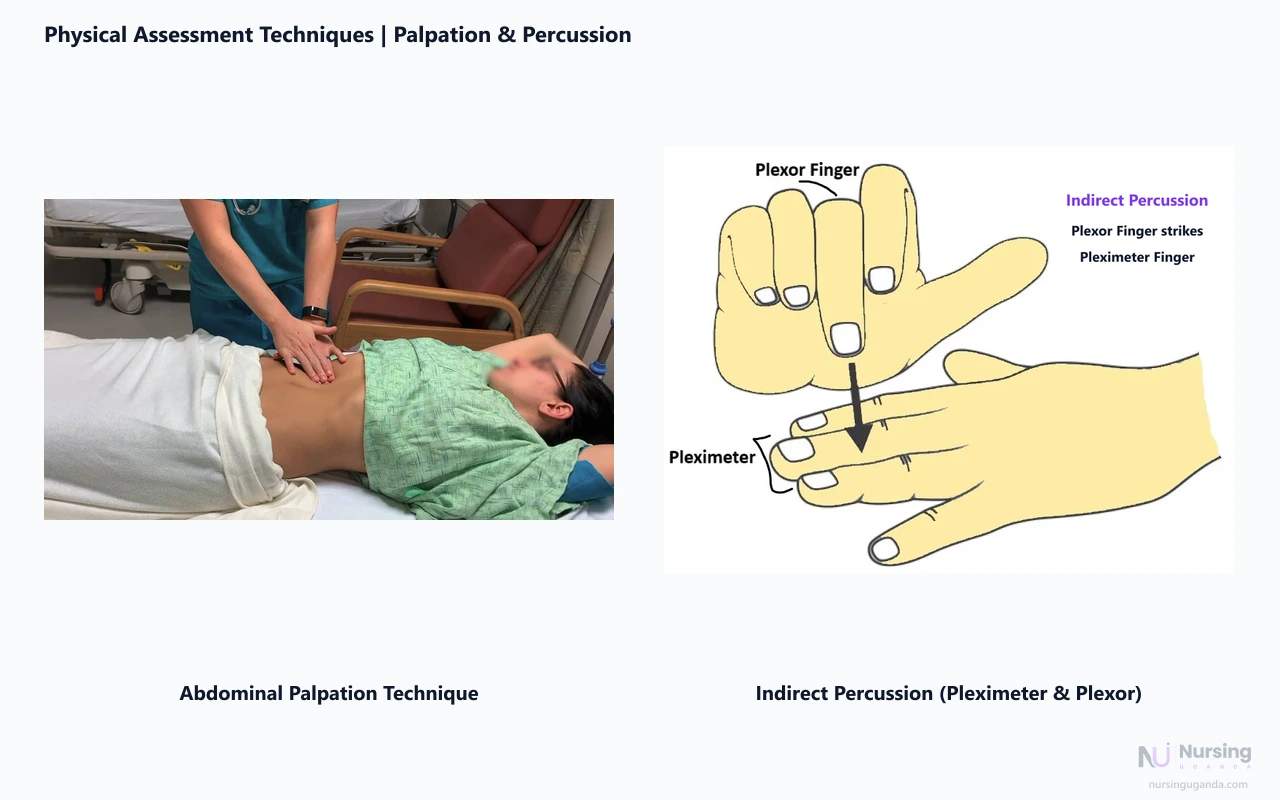 Physical Assessment Techniques | Palpation & Percussion
Plexor Finger
Indirect Percussion
Plexor Finger strikes
Pleximeter Finger
Pleximeter
Abdominal Palpation Technique
Indirect Percussion (Pleximeter & Plexor)
Nursing
UGANDA
nursinguganda.com